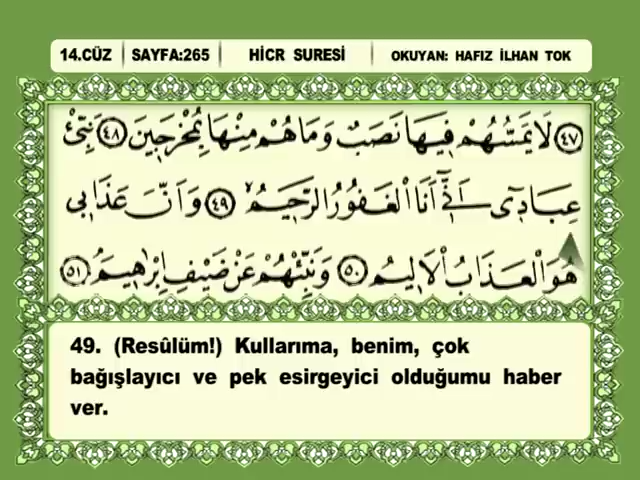 14.CÜZ SAYFA:265 HİCR SURESİ OKUYAN: HAFIZ İLHAN TOK
٤٧ لَا يَمَسُّهُمْ فِيهَا نَصَبٌ وَمَا هُمْ مِنْهَا بِمُخْرَجِينَ ٤٨ نَبِّئْ
عِبَادِي اَنِّي اَنَا الْغَفُورُ الرَّحِيمُ ٤٩ وَاَنَّ عَذَابِي
هُوَ الْعَذَابُ الْاَلِيمُ ٥٠ وَنَبِّئْهُمْ عَنْ ضَيْفِ اِبْرٰهِيمَ ٥١
49. (Resûlüm!) Kullarıma, benim, çok
bağışlayıcı ve pek esirgeyici olduğumu haber
ver.